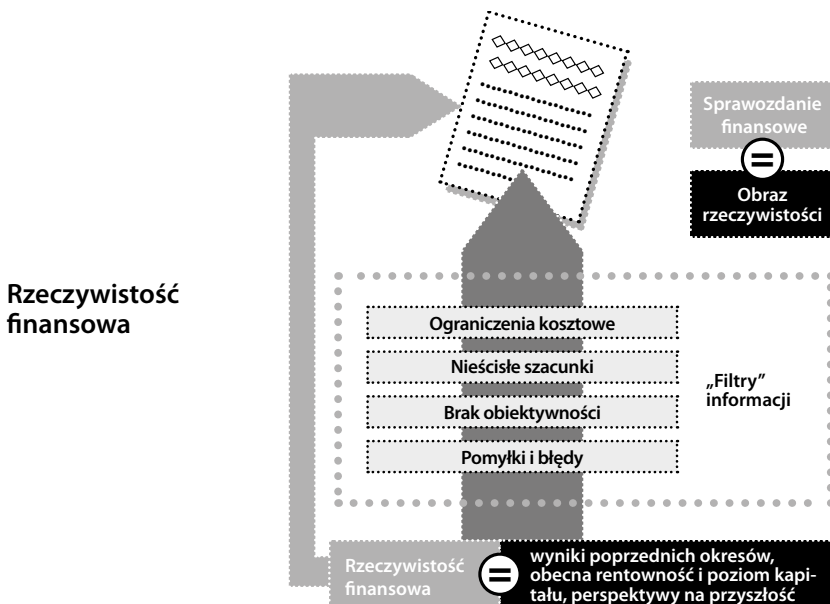 Sprawozdanie
finansowe
=
Obraz
rzeczywistości
Rzeczywistość
finansowa
Ograniczenia kosztowe
Nieścisłe szacunki
Brak obiektywności
Pomyłki i błędy
„Filtry”
informacji
Rzeczywistość
finansowa
=
wyniki poprzednich okresów,
obecna rentowność i poziom kapi-
tału, perspektywy na przyszłość